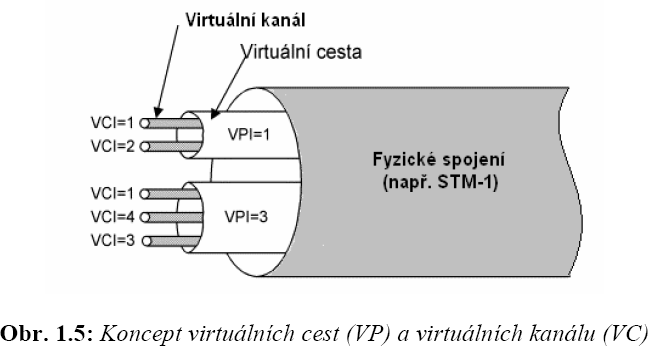 Virtuální kanál
Virtuální cesta
VCI=1
VCI=2
VPI=1
VCI=1
VCI=4
VCI=3
VPI=3
Fyzické spojení
(např. STM-1)
Obr. 1.5: Koncept virtuálních cest (VP) a virtuálních kanálu (VC)